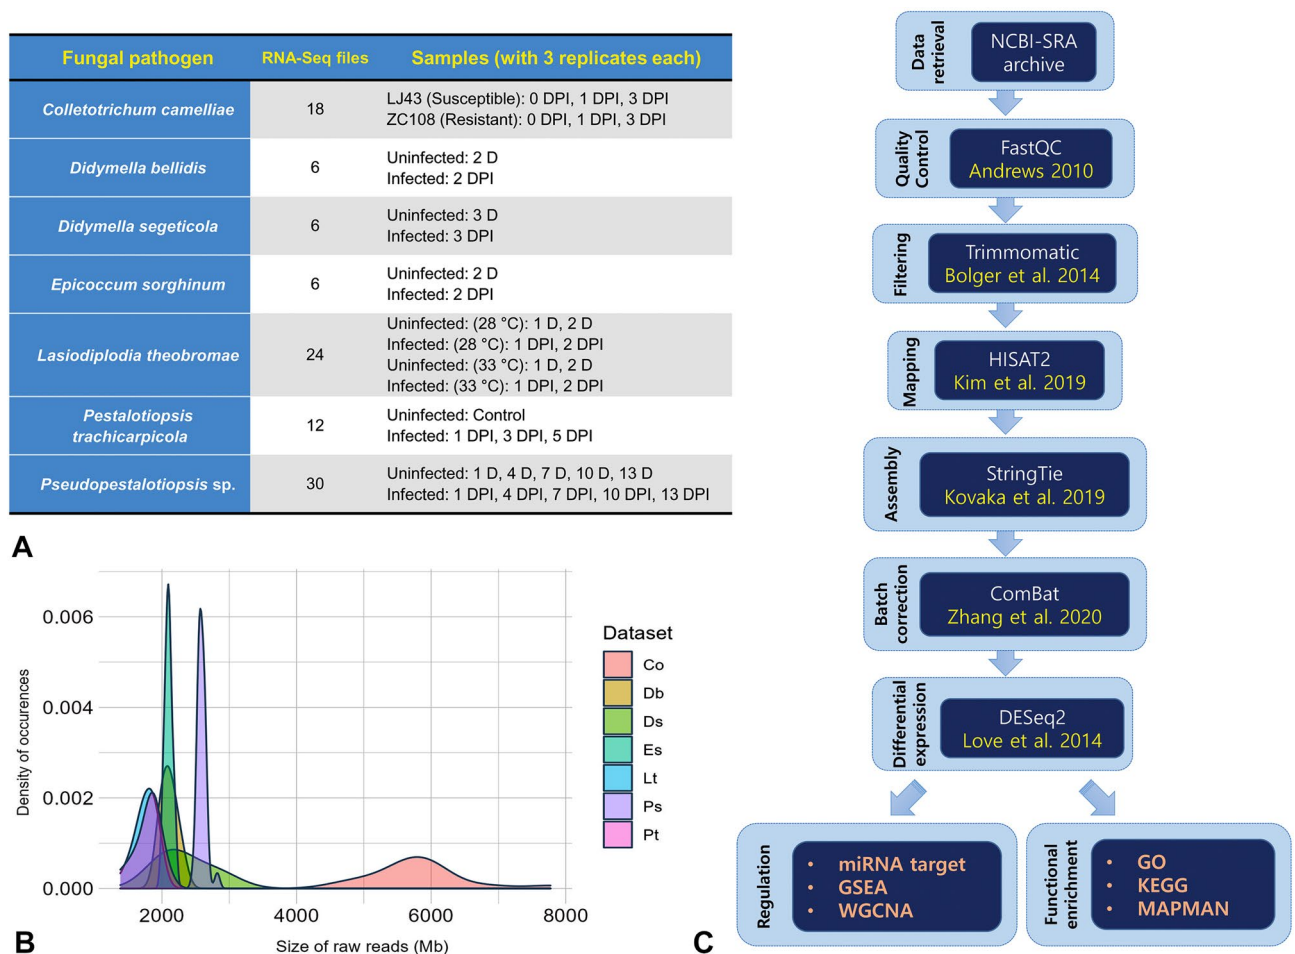 Fungal pathogen RNA-Seq files Samples (with 3 replicates each)
Colletotrichum camelliae 18 LJ43 (Susceptible): 0 DPI, 1 DPI, 3 DPI
ZC108 (Resistant): 0 DPI, 1 DPI, 3 DPI
Didymella bellidis 6 Uninfected: 2 D
Infected: 2 DPI
Didymella segeticola 6 Uninfected: 3 D
Infected: 3 DPI
Epicoccum sorghinum 6 Uninfected: 2 D
Infected: 2 DPI
Lasiodiplodia theobromae 24 Uninfected: (28 °C): 1 D, 2 D
Infected: (28 °C): 1 DPI, 2 DPI
Uninfected: (33 °C): 1 D, 2 D
Infected: (33 °C): 1 DPI, 2 DPI
Pestalotiopsis
trachicarpicola 12 Uninfected: Control
Infected: 1 DPI, 3 DPI, 5 DPI
Pseudopestalotiopsis sp. 30 Uninfected: 1 D, 4 D, 7 D, 10 D, 13 D
Infected: 1 DPI, 4 DPI, 7 DPI, 10 DPI, 13 DPI
A
Density of occurences
0.006
0.004
0.002
0.000
2000 4000 6000 8000
Size of raw reads (Mb)
Dataset
Co
Db
Ds
Es
Lt
Ps
Pt
B
Data
retrieval
NCBI-SRA
archive
Quality
Control
FastQC
Andrews 2010
Filtering
Trimmomatic
Bolger et al. 2014
Mapping
HISAT2
Kim et al. 2019
Assembly
StringTie
Kovaka et al. 2019
Batch
correction
ComBat
Zhang et al. 2020
Differential
expression
DESeq2
Love et al. 2014
Regulation
• miRNA target
• GSEA
• WGCNA
Functional
enrichment
• GO
• KEGG
• MAPMAN
C